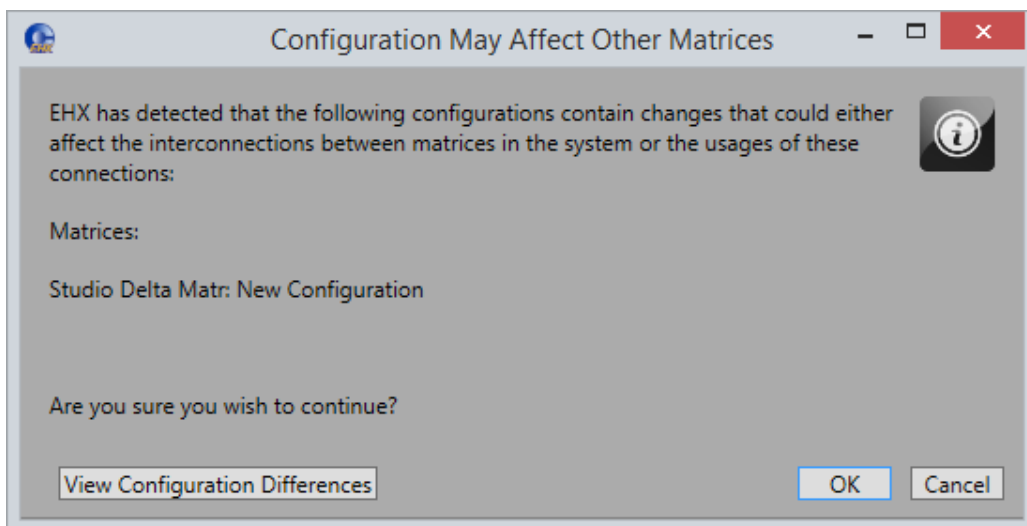 Configuration May Affect Other Matrices
EHX has detected that the following configurations contain changes that could either
affect the interconnections between matrices in the system or the usages of these
connections:
Matrices:
Studio Delta Matr: New Configuration
Are you sure you wish to continue?
View Configuration Differences
OK
Cancel